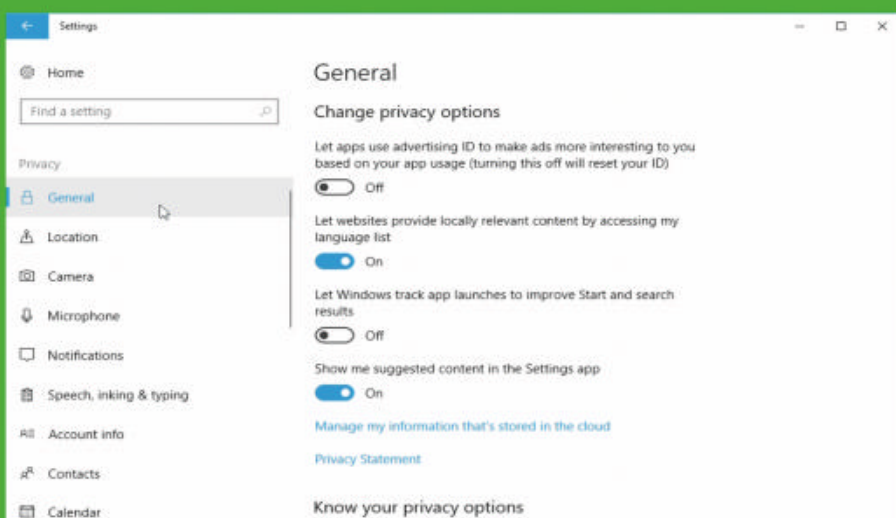 Settings
Home
Find a setting
Privacy
General
Location
Camera
Microphone
Notifications
Speech, inking & typing
Account info
Contacts
Calendar
General
Change privacy options
Let apps use advertising ID to make ads more interesting to you
based on your app usage (turning this off will reset your ID)
Off
Let websites provide locally relevant content by accessing my
language list
On
Let Windows track app launches to improve Start and search
results
Off
Show me suggested content in the Settings app
On
Manage my information that's stored in the cloud
Privacy Statement
Know your privacy options